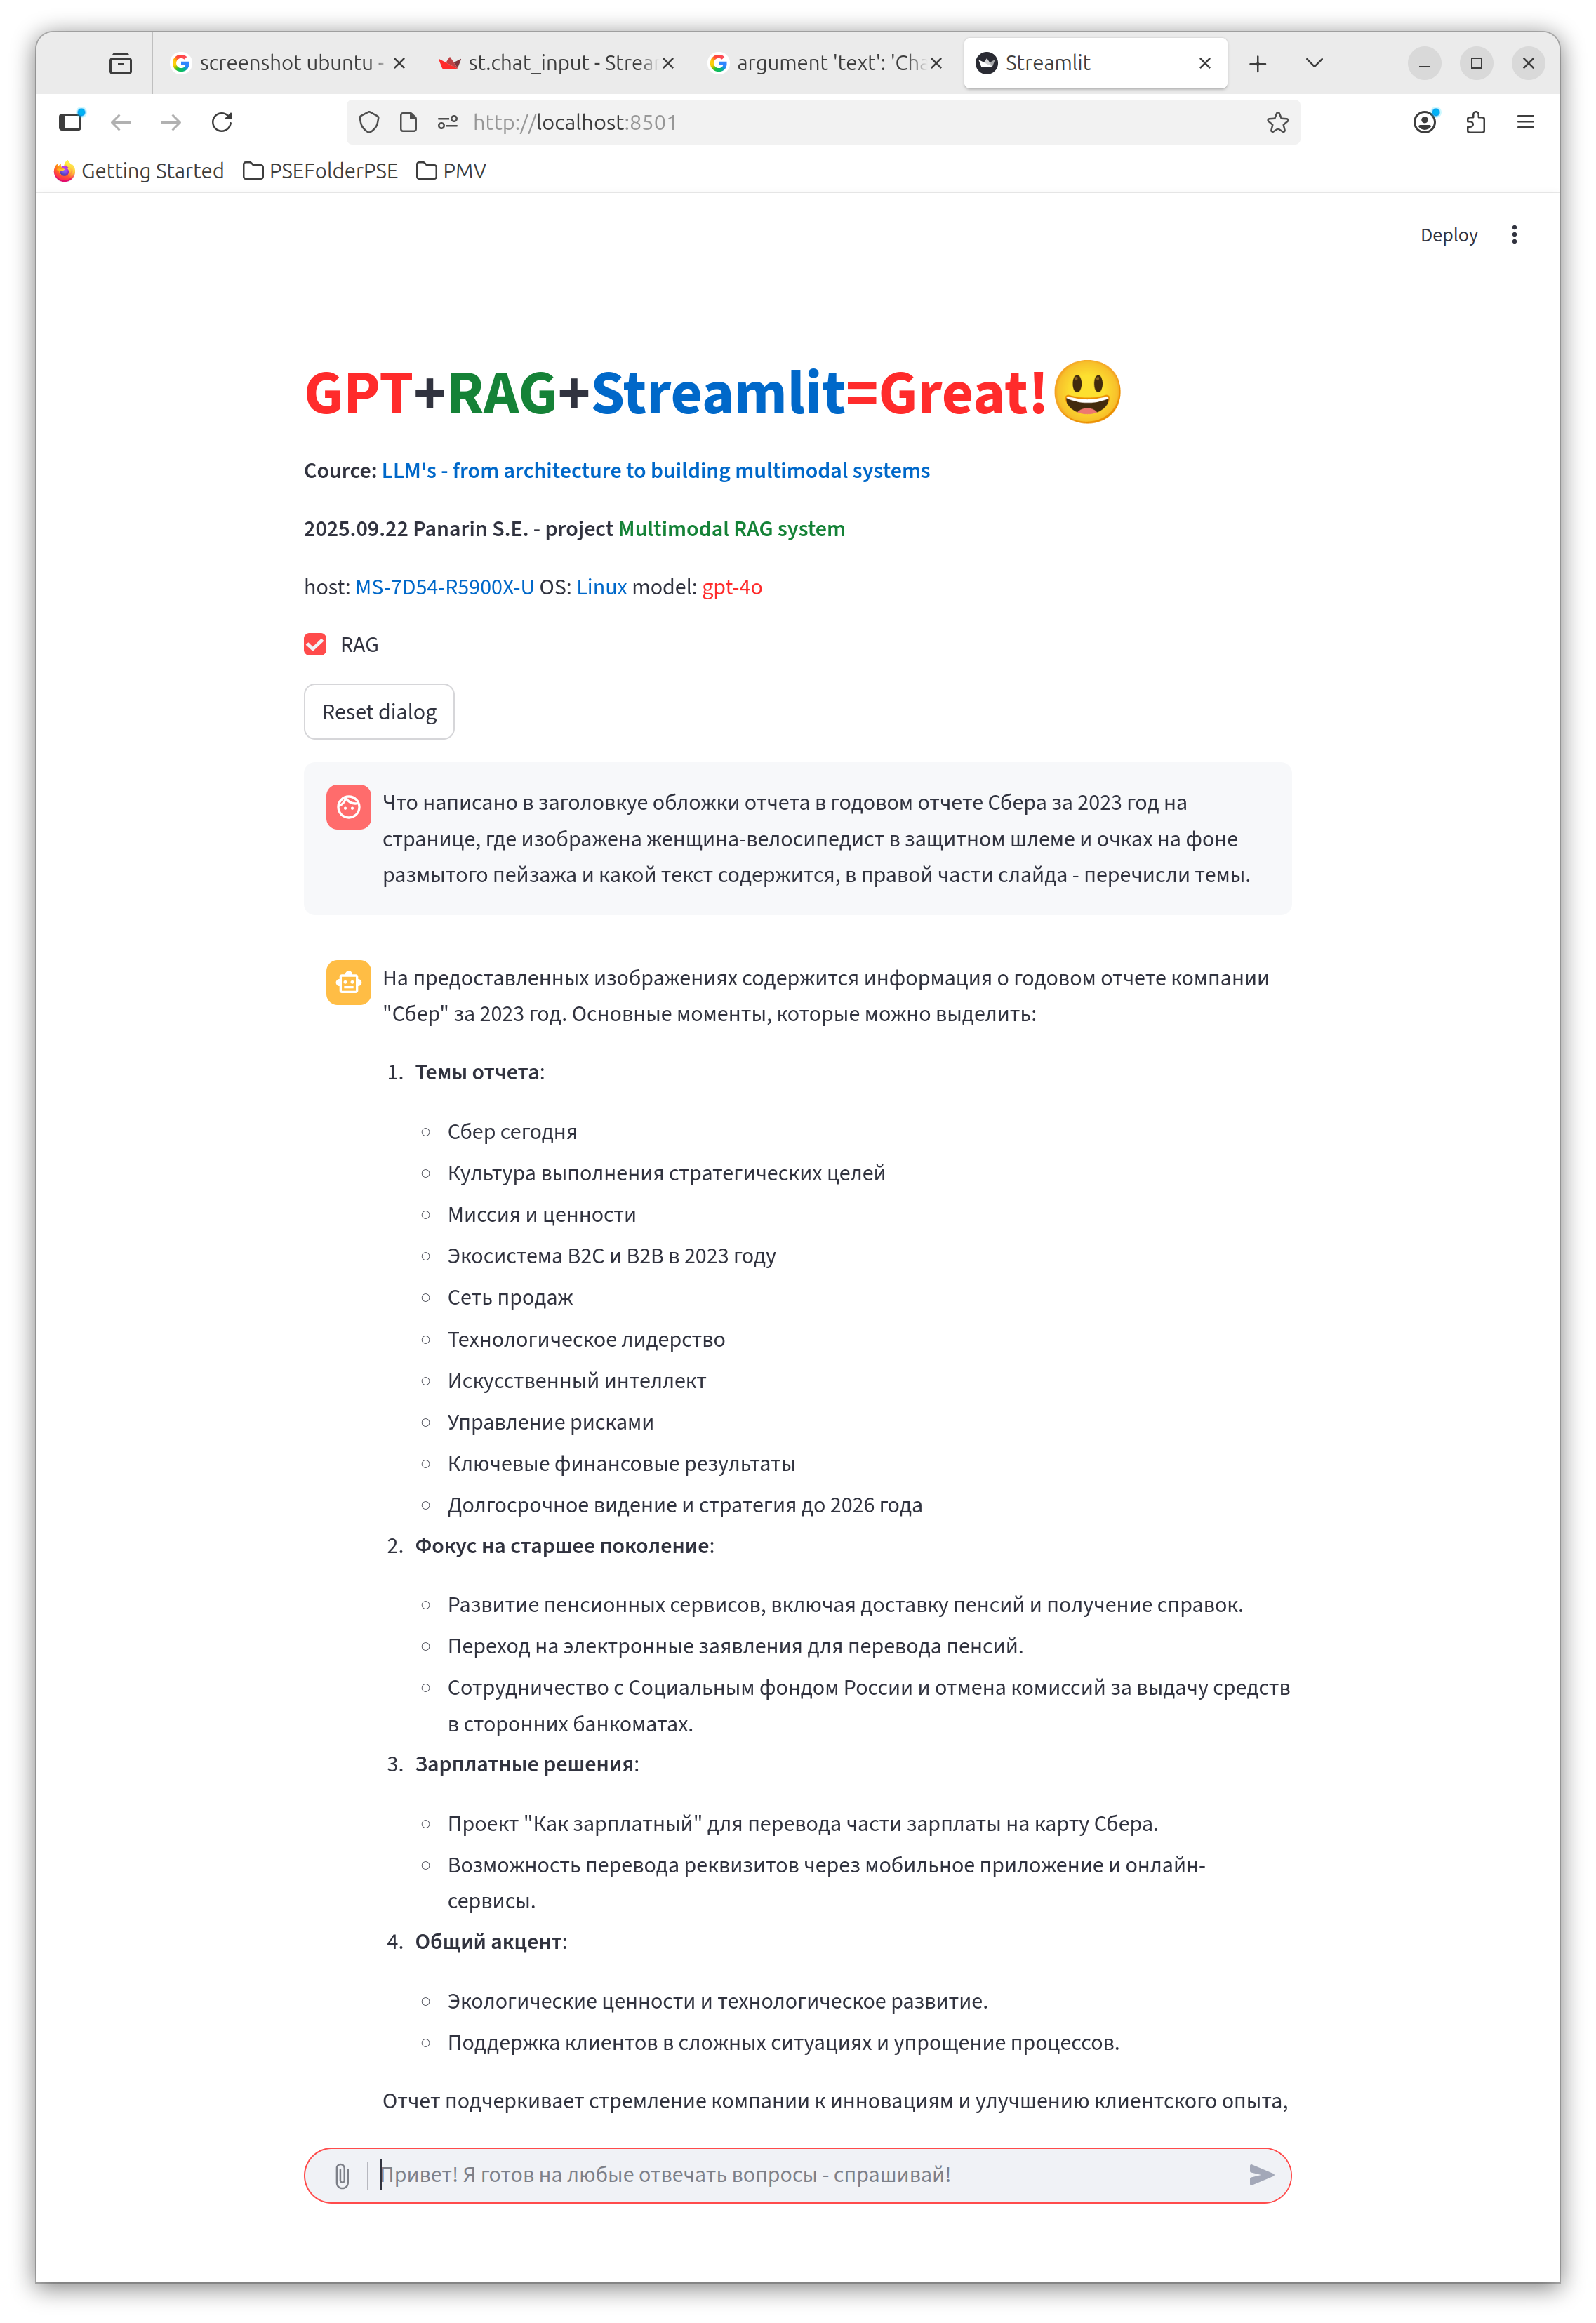 screenshot ubuntu -
st.chat_input - Strea
argument 'text': 'Cha
Streamlit
http://localhost:8501
Getting Started
PSEFolderPSE
PMV
Deploy
GPT+RAG+Streamlit=Great!😃
Cource: LLM's - from architecture to building multimodal systems
2025.09.22 Panarin S.E. - project Multimodal RAG system
host: MS-7D54-R5900X-U OS: Linux model: gpt-4o
RAG
Reset dialog
Что написано в заголовкуе обложки отчета в годовом отчете Сбера за 2023 год на
странице, где изображена женщина-велосипедист в защитном шлеме и очках на фоне
размытого пейзажа и какой текст содержится, в правой части слайда - перечисли темы.
На предоставленных изображениях содержится информация о годовом отчете компании
"Сбер" за 2023 год. Основные моменты, которые можно выделить:
1. Темы отчета:
○ Сбер сегодня
○ Культура выполнения стратегических целей
○ Миссия и ценности
○ Экосистема B2C и B2B в 2023 году
○ Сеть продаж
○ Технологическое лидерство
○ Искусственный интеллект
○ Управление рисками
○ Ключевые финансовые результаты
○ Долгосрочное видение и стратегия до 2026 года
2. Фокус на старшее поколение:
○ Развитие пенсионных сервисов, включая доставку пенсий и получение справок.
○ Переход на электронные заявления для перевода пенсий.
○ Сотрудничество с Социальным фондом России и отмена комиссий за выдачу средств
в сторонних банкоматах.
3. Зарплатные решения:
○ Проект "Как зарплатный" для перевода части зарплаты на карту Сбера.
○ Возможность перевода реквизитов через мобильное приложение и онлайн-
сервисы.
4. Общий акцент:
○ Экологические ценности и технологическое развитие.
○ Поддержка клиентов в сложных ситуациях и упрощение процессов.
Отчет подчеркивает стремление компании к инновациям и улучшению клиентского опыта,
Привет! Я готов на любые отвечать вопросы - спрашивай!